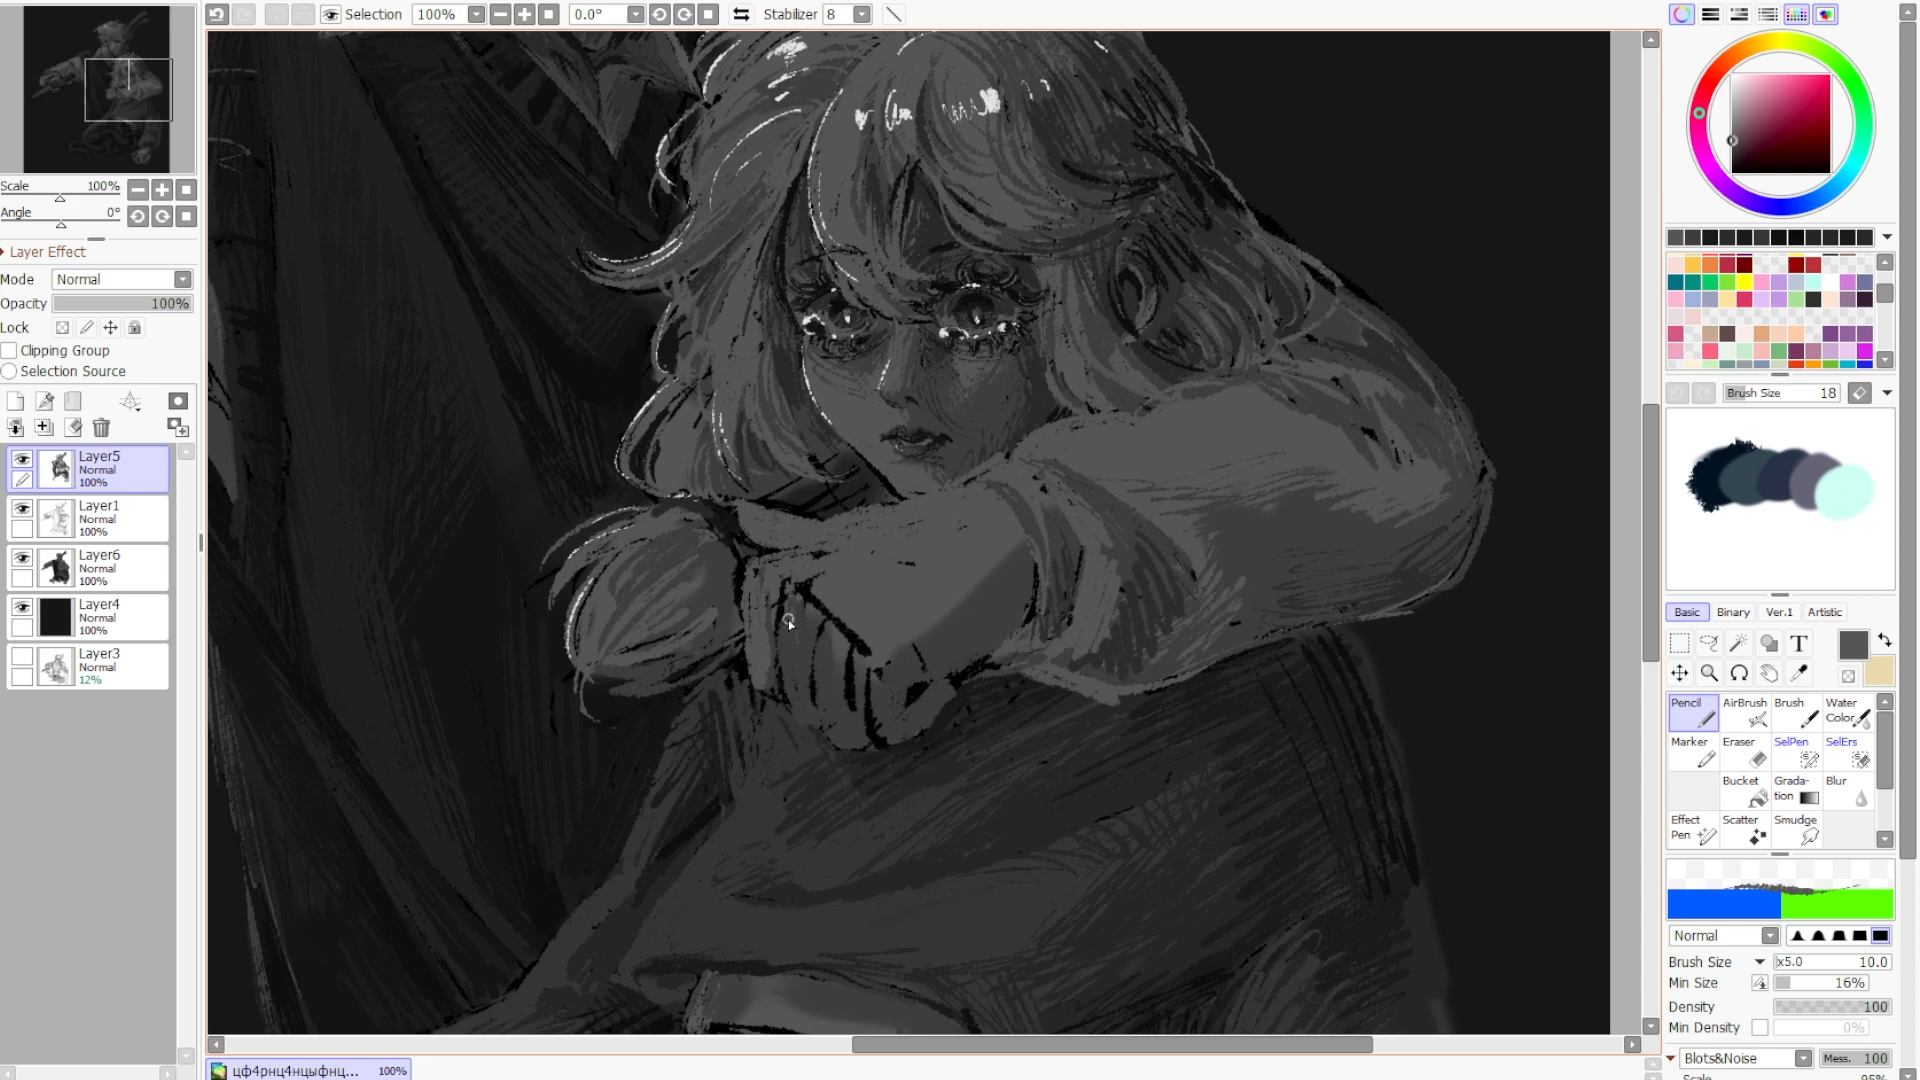 Selection 100% 0.0° Stabilizer 8
Scale 100%
Angle 0°
Layer Effect
Mode Normal
Opacity 100%
Lock
Clipping Group
Selection Source
Layer5
Normal
100%
Layer1
Normal
100%
Layer6
Normal
100%
Layer4
Normal
100%
Layer3
Normal
12%
цф4рнц4нцыфнц... 100%
Brush Size 18
Basic Binary Ver.1 Artistic
T
Pencil AirBrush Brush Water Color
Marker Eraser SelPen SelErs
Bucket Grada-tion Blur
Effect Pen Scatter Smudge
Normal
Brush Size x5.0 10.0
Min Size 16%
Density 100
Min Density 0%
Blots&Noise Mess. 100
Scale 95%